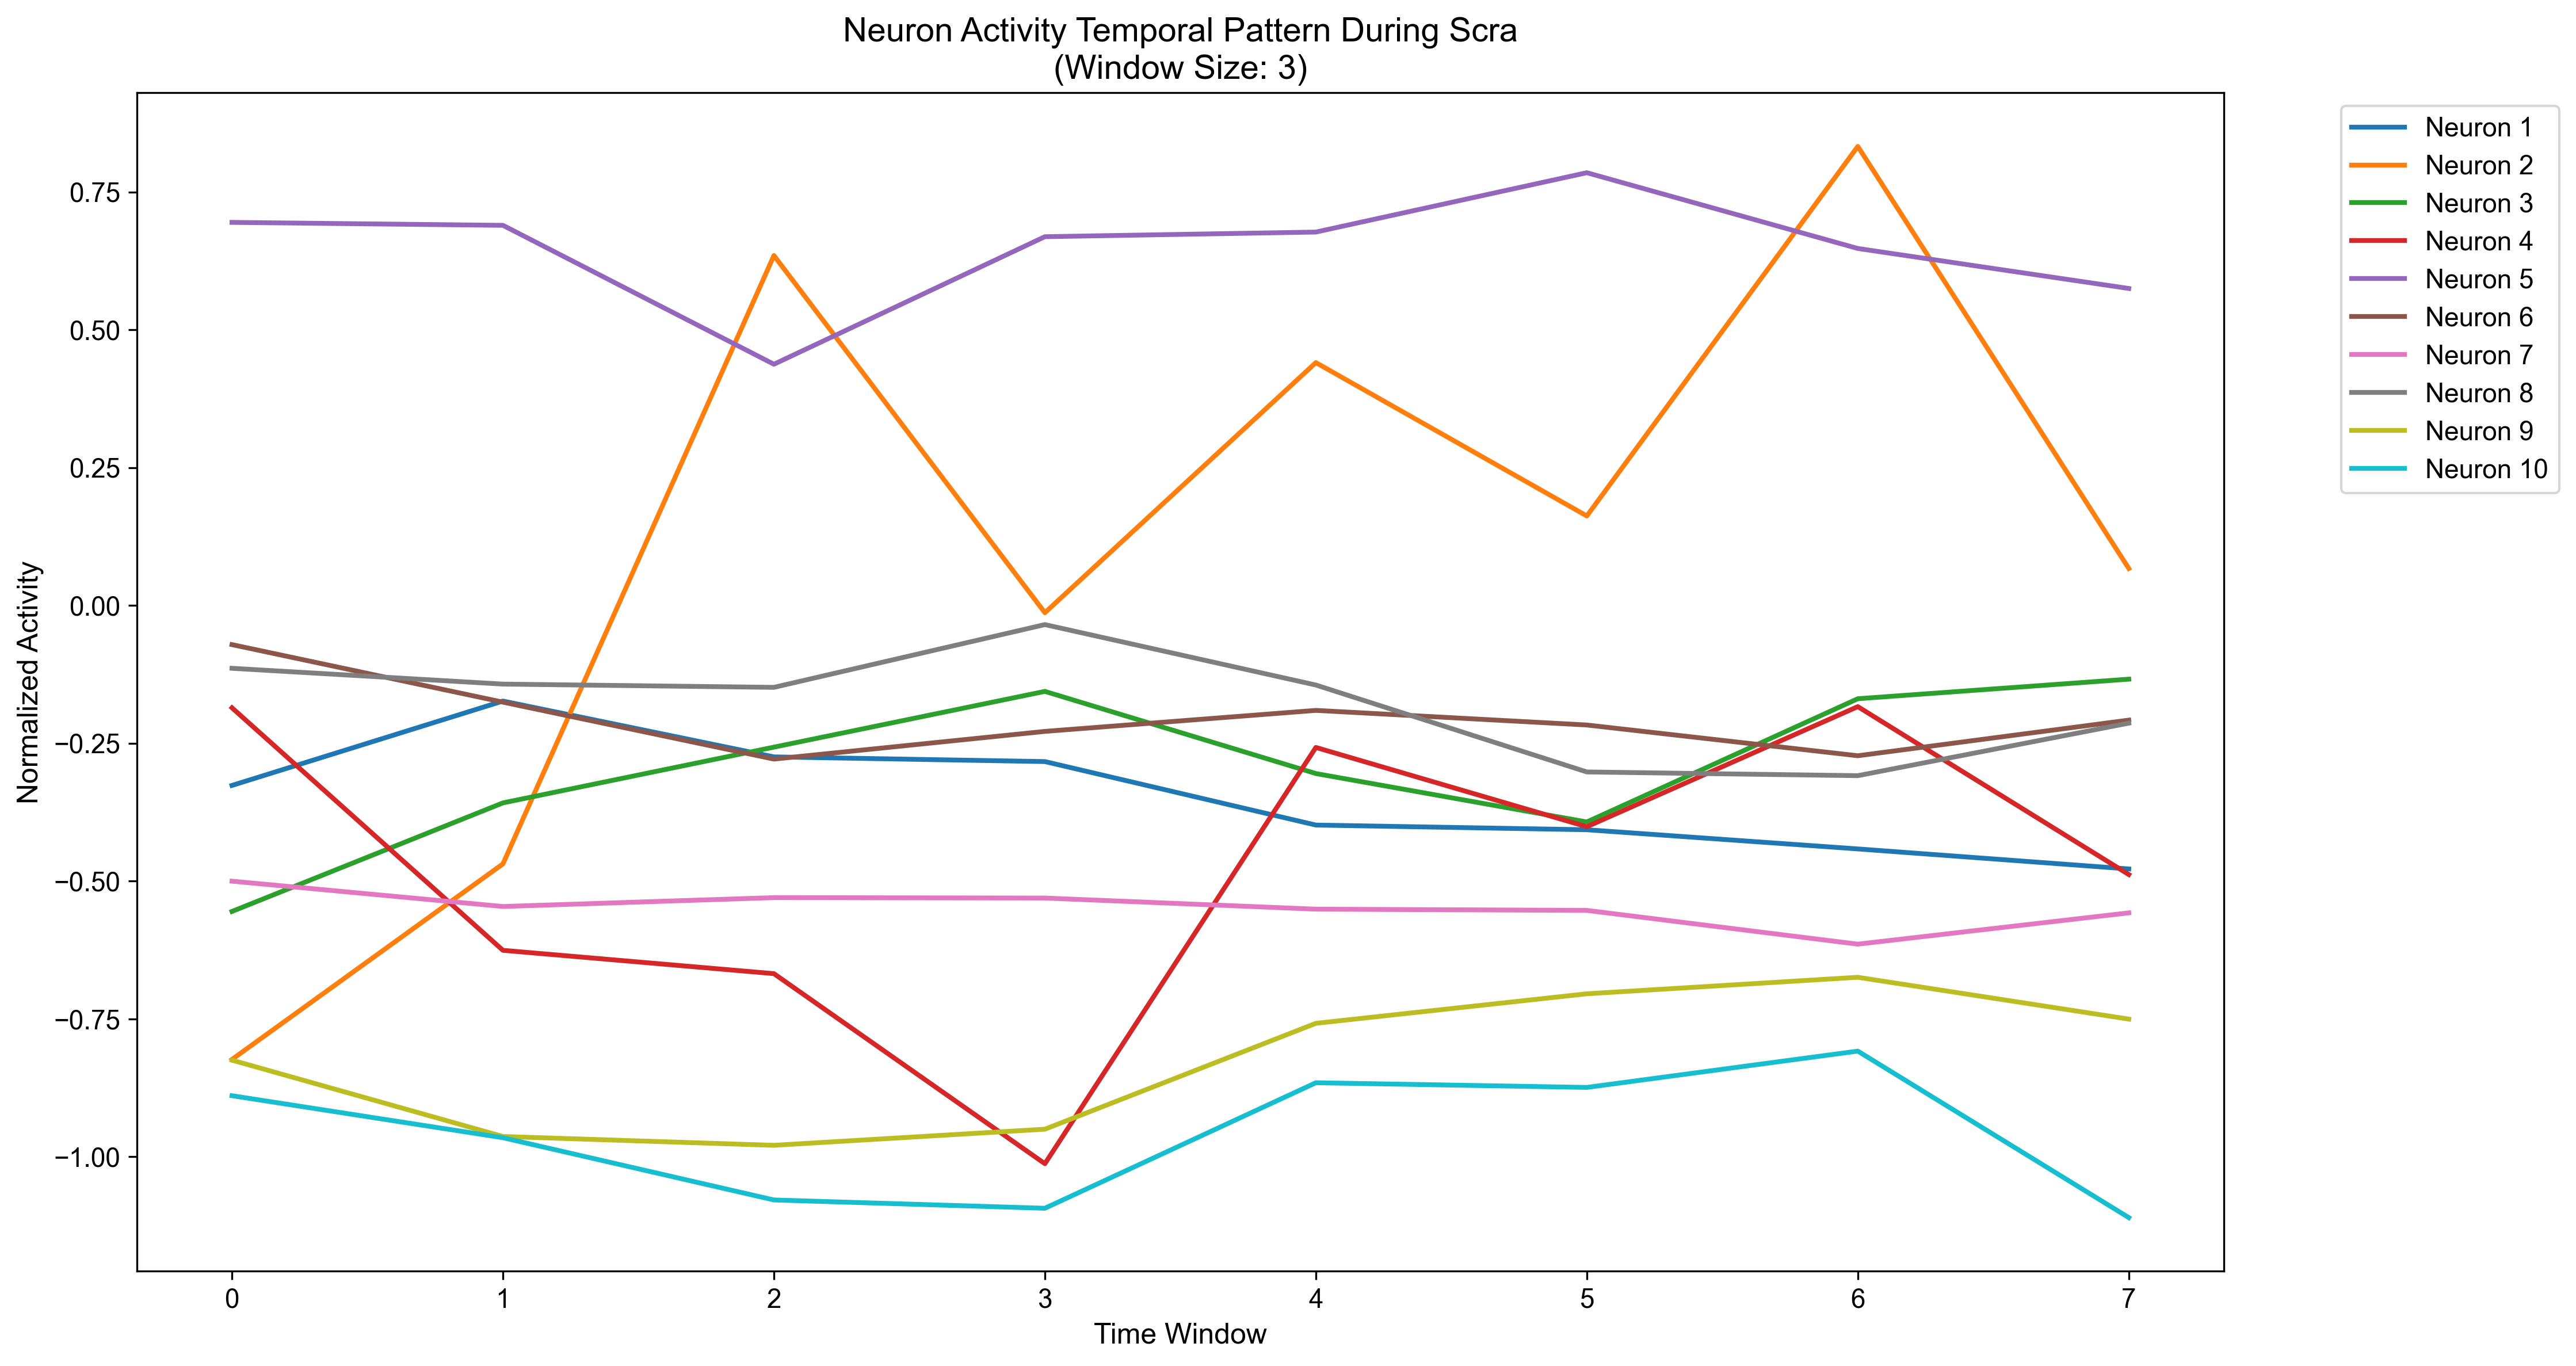 Neuron Activity Temporal Pattern During Scra
(Window Size: 3)
Normalized Activity
0.75
0.50
0.25
0.00
−0.25
−0.50
−0.75
−1.00
0 1 2 3 4 5 6 7
Time Window
Neuron 1
Neuron 2
Neuron 3
Neuron 4
Neuron 5
Neuron 6
Neuron 7
Neuron 8
Neuron 9
Neuron 10